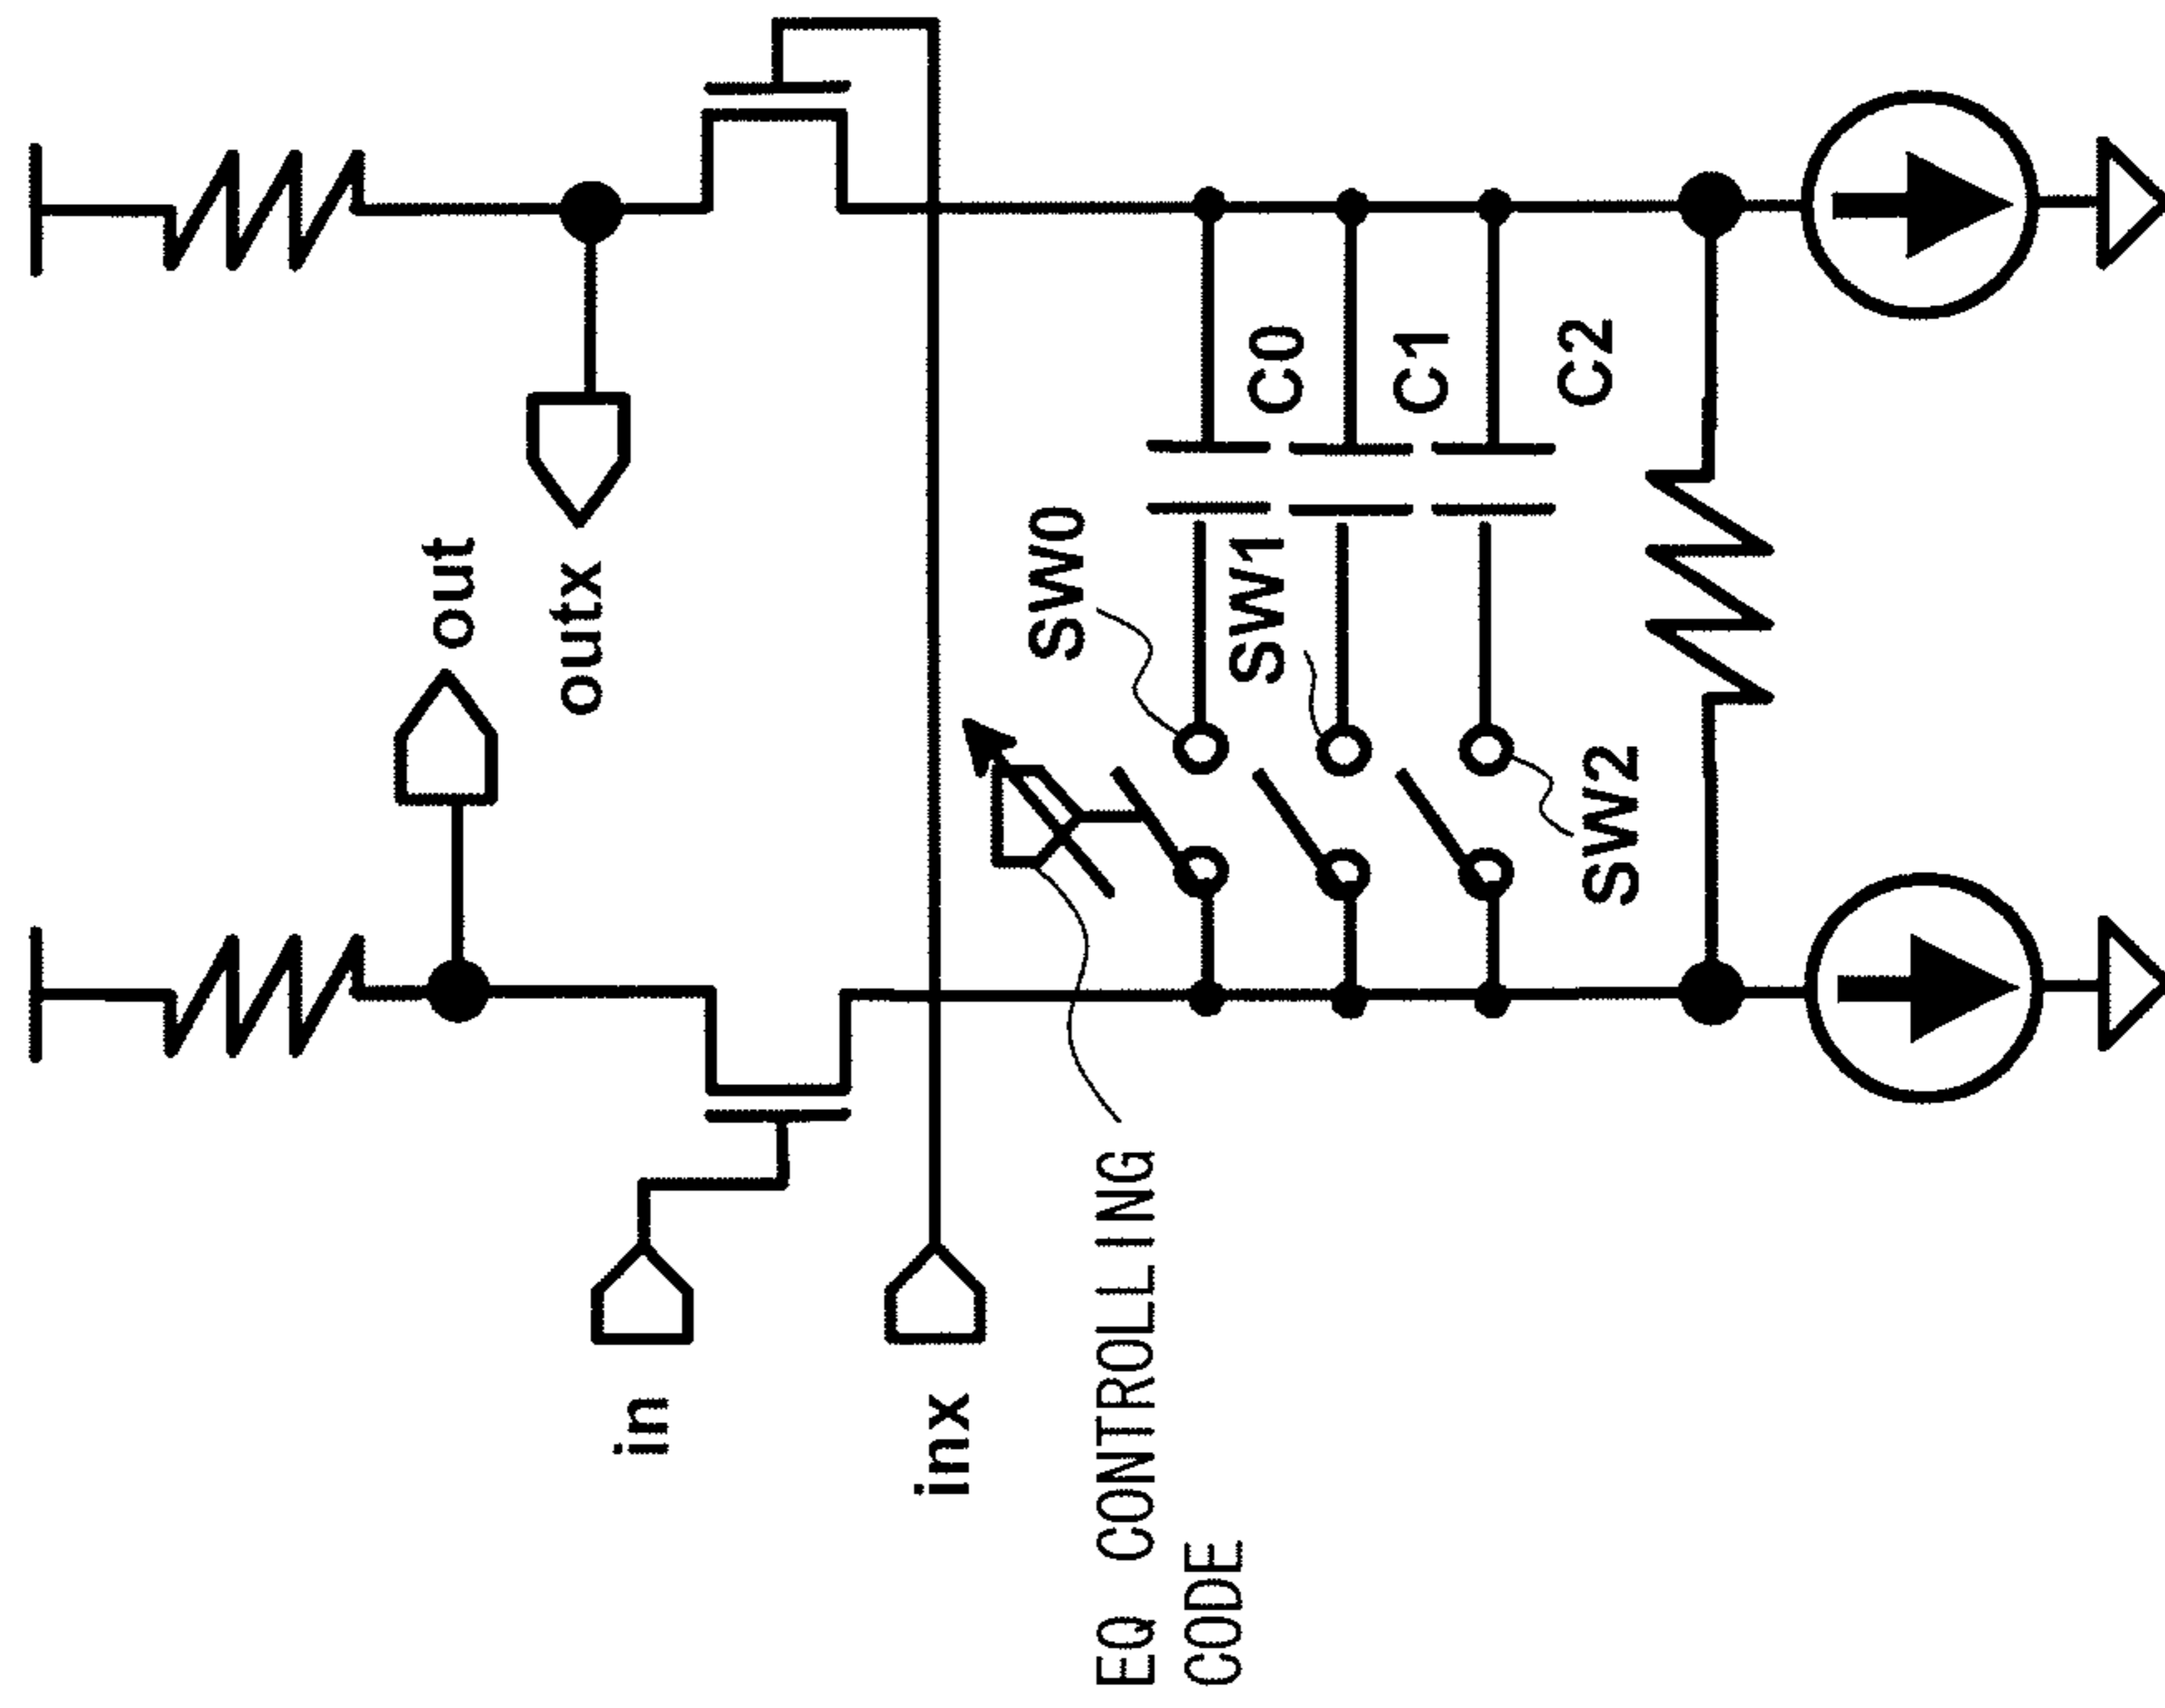 out
outx
in
inx
SW0
SW1
SW2
C0
C1
C2
EQ CONTROLLING
CODE